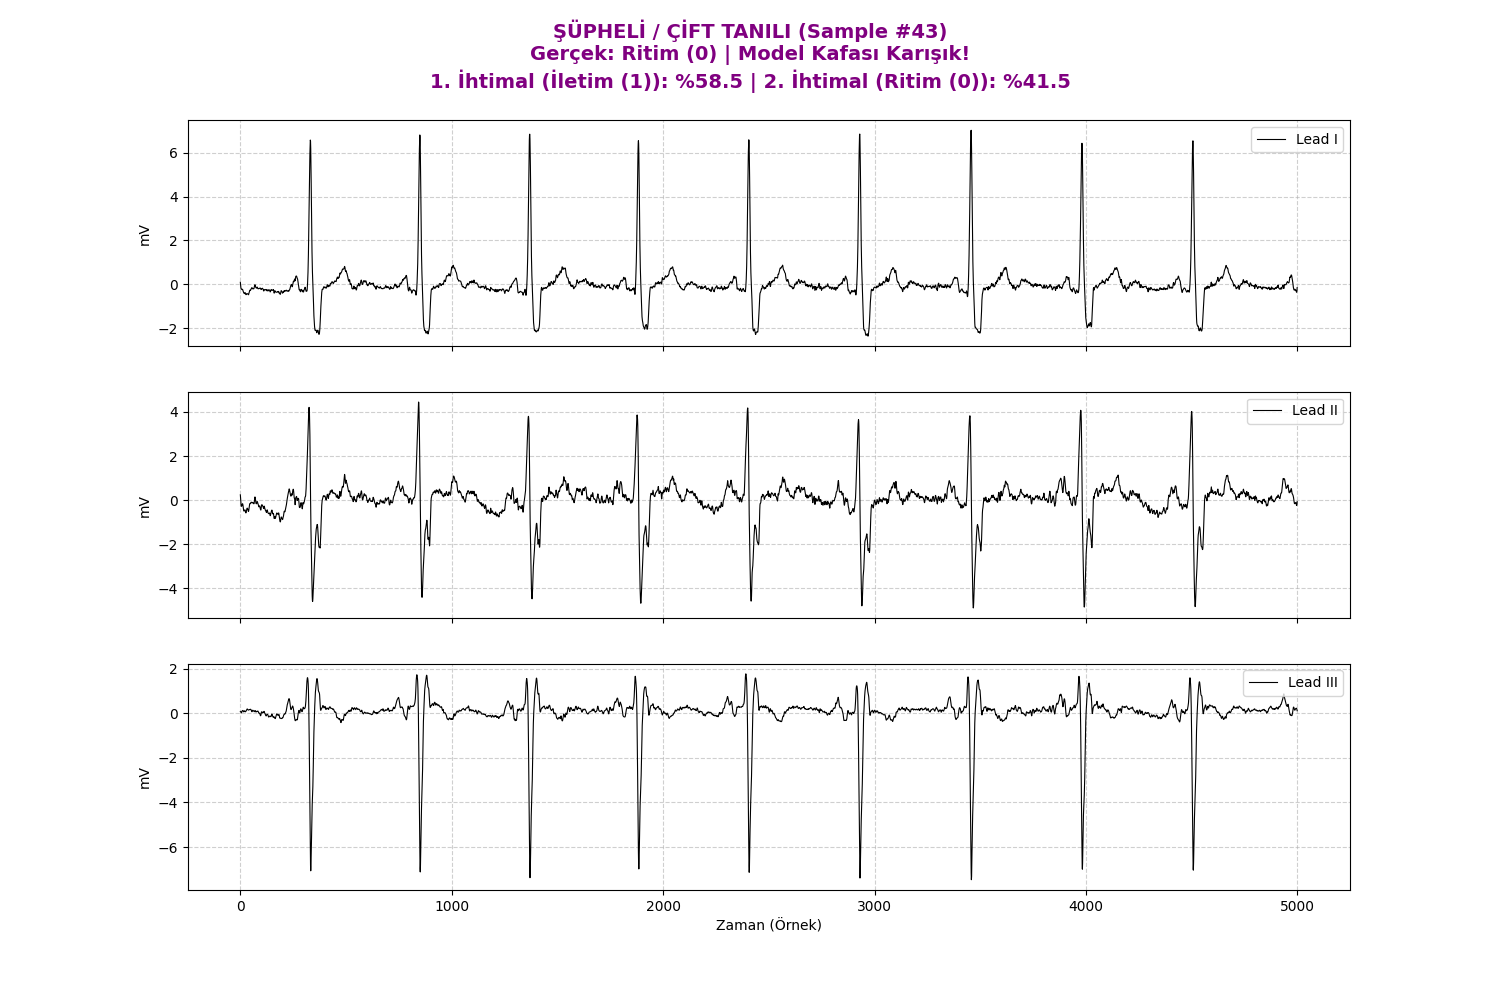 ŞÜPHELİ / ÇİFT TANILI (Sample #43)
Gerçek: Ritim (0) | Model Kafası Karışık!
1. İhtimal (İletim (1)): %58.5 | 2. İhtimal (Ritim (0)): %41.5
Lead I
mV
6
4
2
0
−2
Lead II
mV
4
2
0
−2
−4
Lead III
mV
2
0
−2
−4
−6
0 1000 2000 3000 4000 5000
Zaman (Örnek)